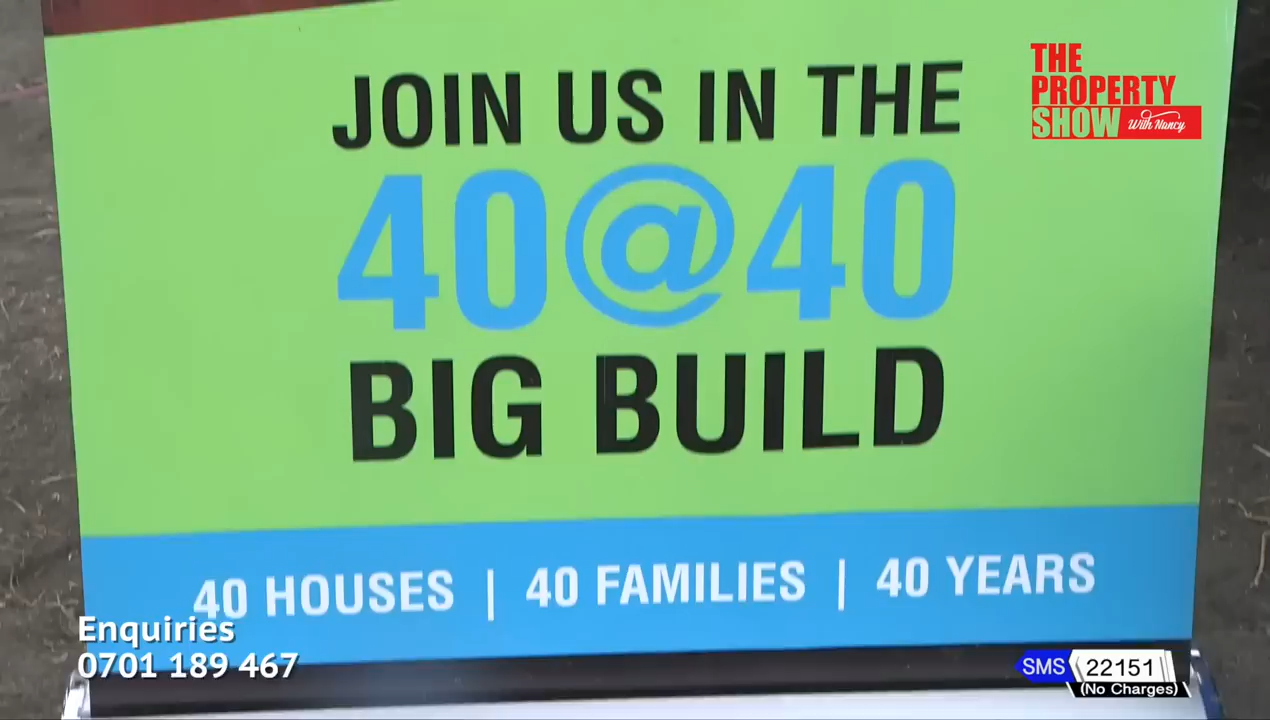 JOIN US IN THE
40@40
BIG BUILD
40 HOUSES | 40 FAMILIES | 40 YEARS
THE
PROPERTY
SHOW With Nancy
Enquiries
0701 189 467
SMS 22151
(No Charges)